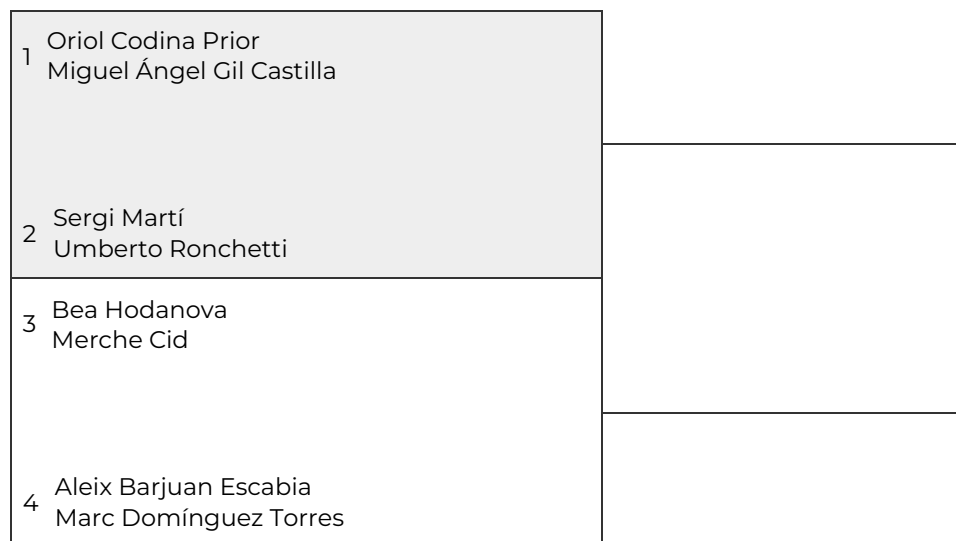 1 Oriol Codina Prior
Miguel Ángel Gil Castilla
2 Sergi Martí
Umberto Ronchetti
3 Bea Hodanova
Merche Cid
4 Aleix Barjuan Escabia
Marc Domínguez Torres